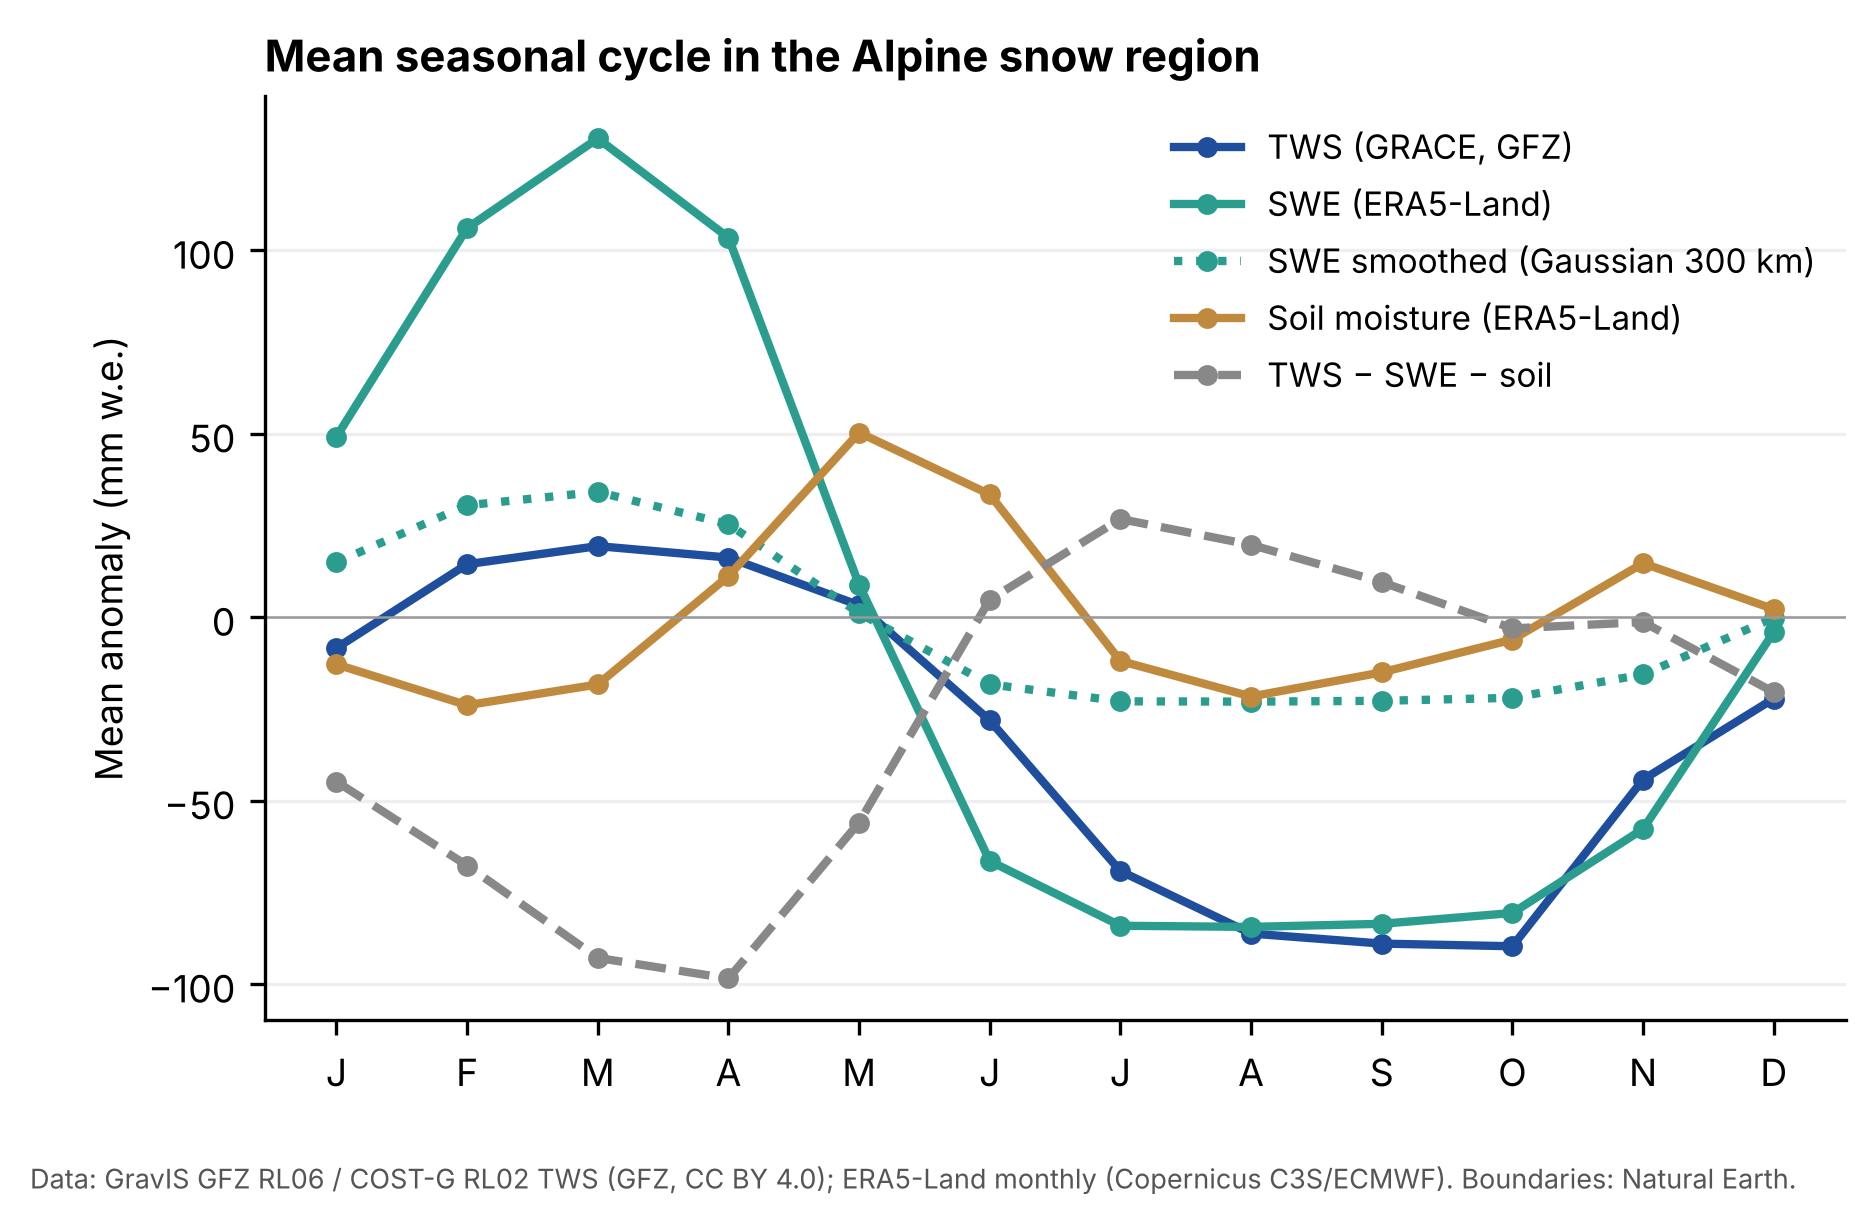 Mean seasonal cycle in the Alpine snow region
TWS (GRACE, GFZ)
SWE (ERA5-Land)
SWE smoothed (Gaussian 300 km)
Soil moisture (ERA5-Land)
TWS − SWE − soil
Mean anomaly (mm w.e.)
100
50
0
−50
−100
J F M A M J J A S O N D
Data: GravIS GFZ RL06 / COST-G RL02 TWS (GFZ, CC BY 4.0); ERA5-Land monthly (Copernicus C3S/ECMWF). Boundaries: Natural Earth.